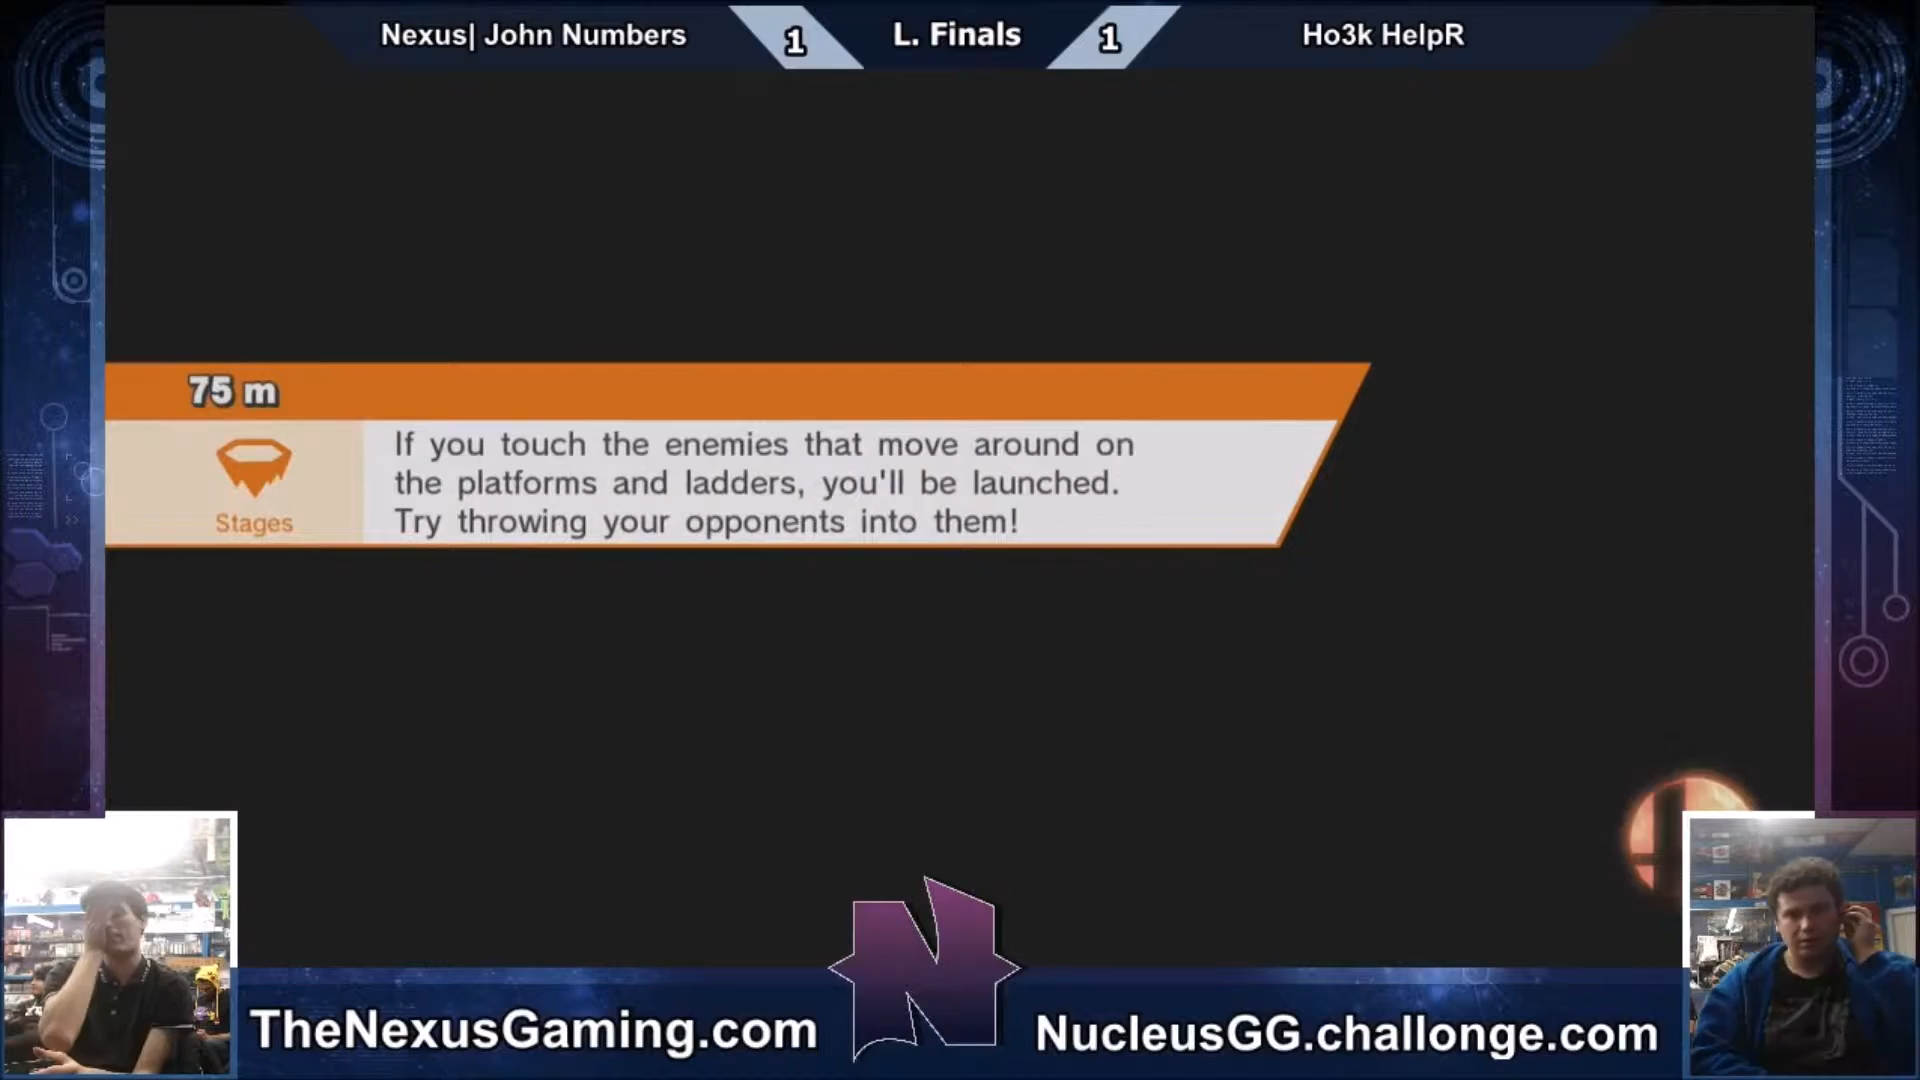 Nexus| John Numbers
1
L. Finals
1
Ho3k HelpR
75 m
If you touch the enemies that move around on
the platforms and ladders, you'll be launched.
Try throwing your opponents into them!
Stages
N
TheNexusGaming.com
NucleusGG.challonge.com